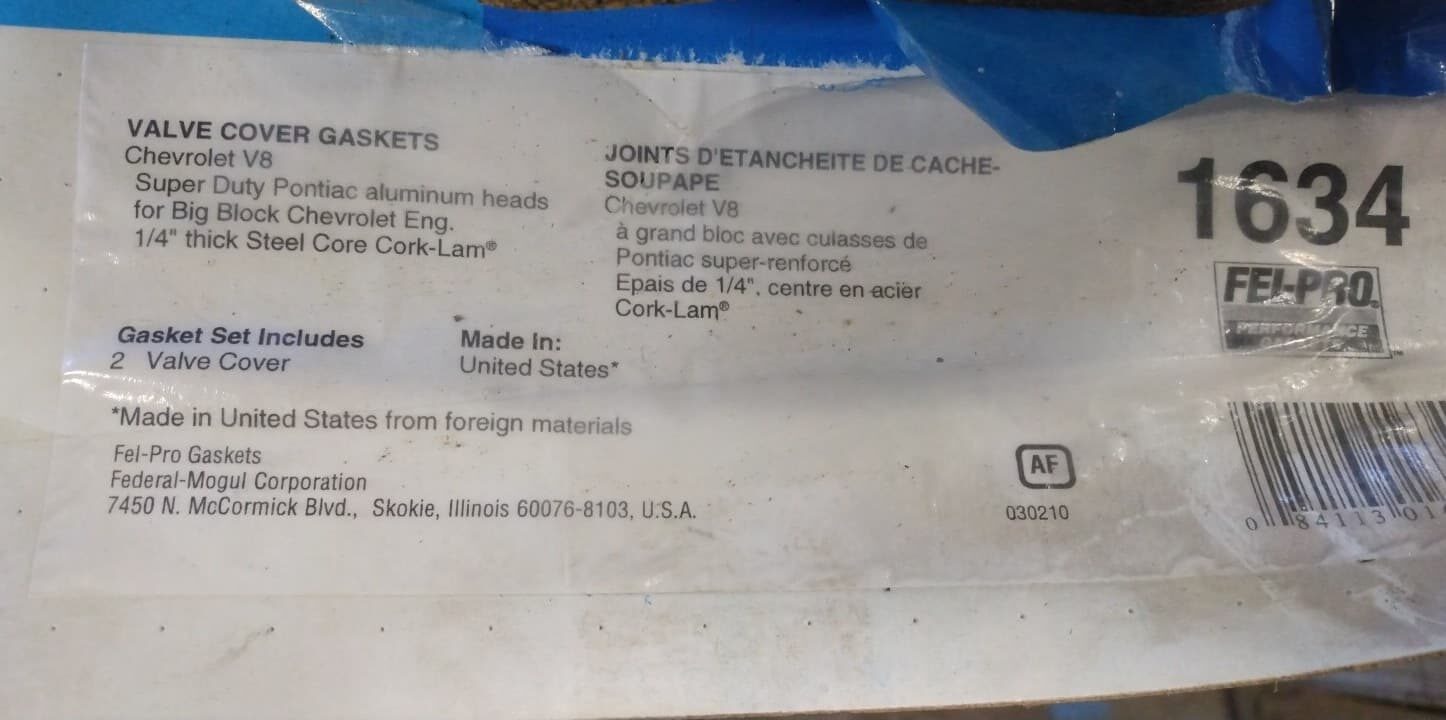 VALVE COVER GASKETS
Chevrolet V8
Super Duty Pontiac aluminum heads
for Big Block Chevrolet Eng.
1/4" thick Steel Core Cork-Lam®
JOINTS D'ETANCHEITE DE CACHE-
SOUPAPE
Chevrolet V8
à grand bloc avec culasses de
Pontiac super-renforcé
Epais de 1/4", centre en acier
Cork-Lam®
1634
FEL-PRO®
PERFORMANCE
Gasket Set Includes
2 Valve Cover
Made In:
United States*
*Made in United States from foreign materials
Fel-Pro Gaskets
Federal-Mogul Corporation
7450 N. McCormick Blvd., Skokie, Illinois 60076-8103, U.S.A.
AF
030210
0 84113 01